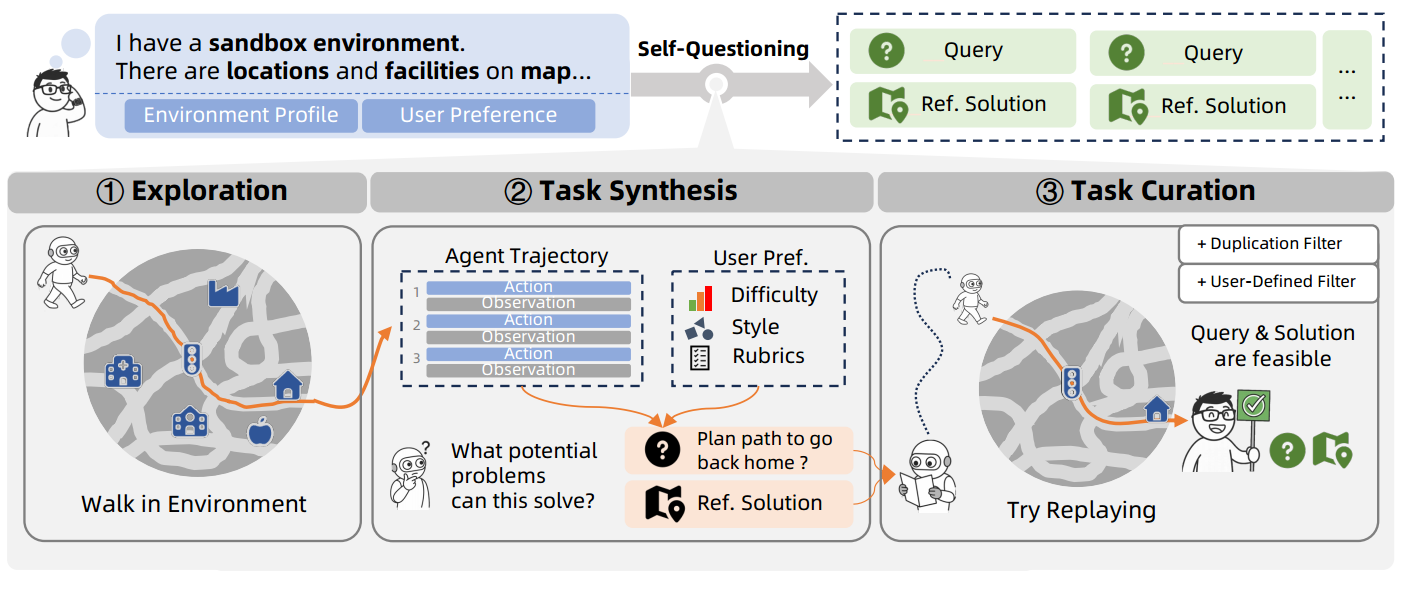 I have a sandbox environment.
There are locations and facilities on map...
Environment Profile
User Preference
Self-Questioning
? Query
Ref. Solution
? Query
Ref. Solution
...
...
① Exploration
Walk in Environment
② Task Synthesis
Agent Trajectory
1 Action
Observation
2 Action
Observation
3 Action
Observation
User Pref.
Difficulty
Style
Rubrics
?
What potential
problems
can this solve?
? Plan path to go
back home ?
Ref. Solution
③ Task Curation
+ Duplication Filter
+ User-Defined Filter
Query & Solution
are feasible
?
Try Replaying